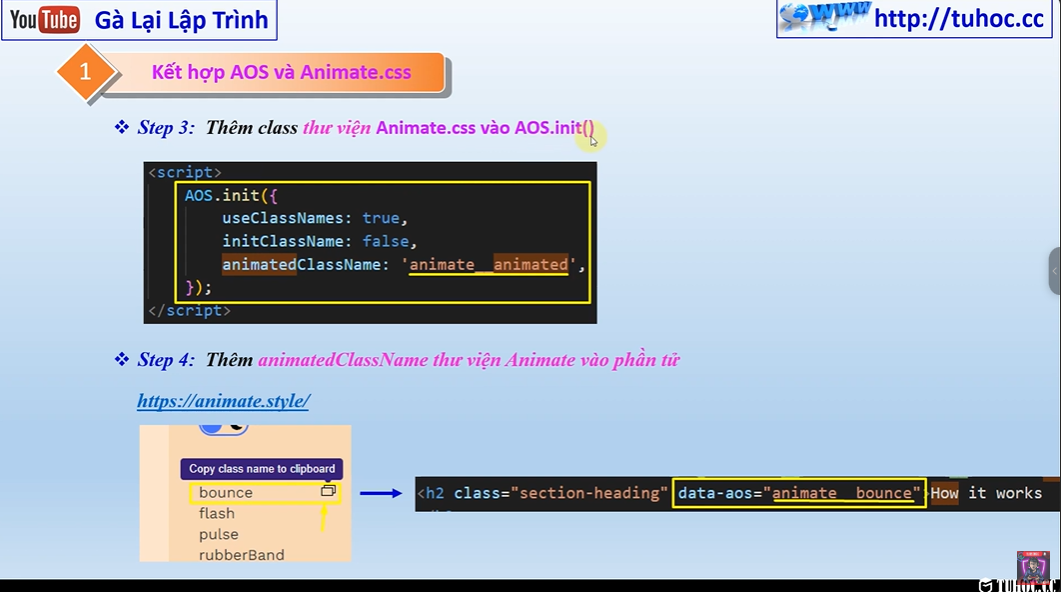 YouTube Gà Lại Lập Trình
WWW http://tuhoc.cc
1 Kết hợp AOS và Animate.css
❖ Step 3: Thêm class thư viện Animate.css vào AOS.init()
<script>
AOS.init({
useClassNames: true,
initClassName: false,
animatedClassName: 'animate__animated',
});
</script>
❖ Step 4: Thêm animatedClassName thư viện Animate vào phần tử
https://animate.style/
Copy class name to clipboard
bounce
flash
pulse
rubberBand
<h2 class="section-heading" data-aos="animate__bounce">How it works
TUHOC.CC